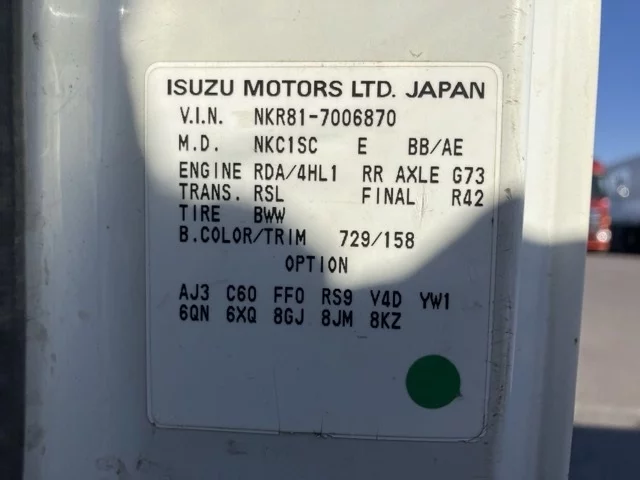 ISUZU MOTORS LTD. JAPAN
V.I.N. NKR81-7006870
M.D. NKC1SC E BB/AE
ENGINE RDA/4HL1 RR AXLE G73
TRANS. RSL FINAL R42
TIRE BWW
B.COLOR/TRIM 729/158
OPTION
AJ3 C60 FF0 RS9 V4D YW1
6QN 6XQ 8GJ 8JM 8KZ